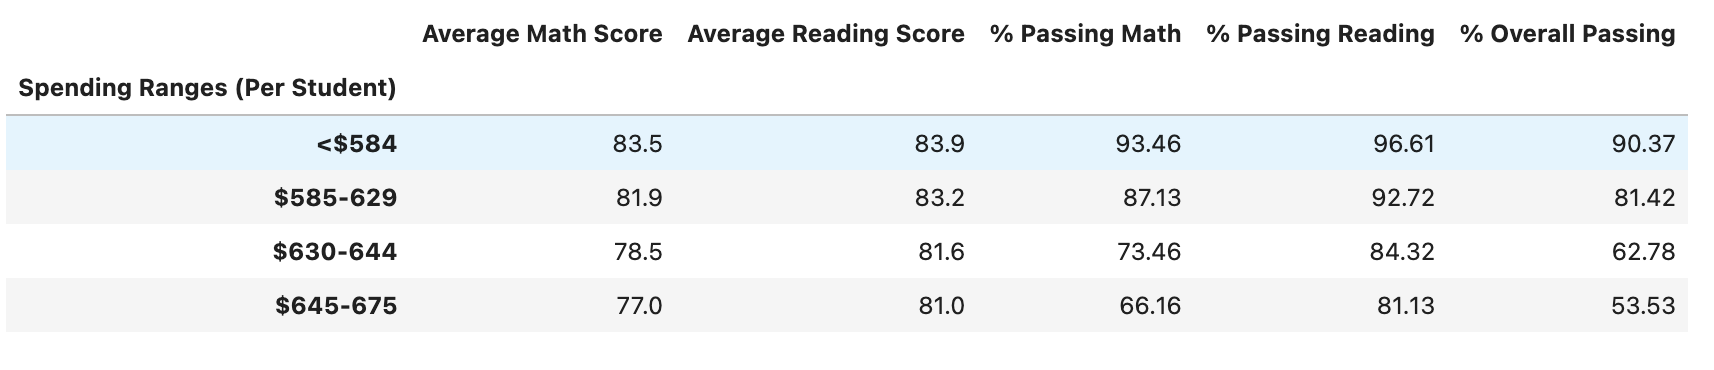 Average Math Score Average Reading Score % Passing Math % Passing Reading % Overall Passing
Spending Ranges (Per Student)
<$584 83.5 83.9 93.46 96.61 90.37
$585-629 81.9 83.2 87.13 92.72 81.42
$630-644 78.5 81.6 73.46 84.32 62.78
$645-675 77.0 81.0 66.16 81.13 53.53